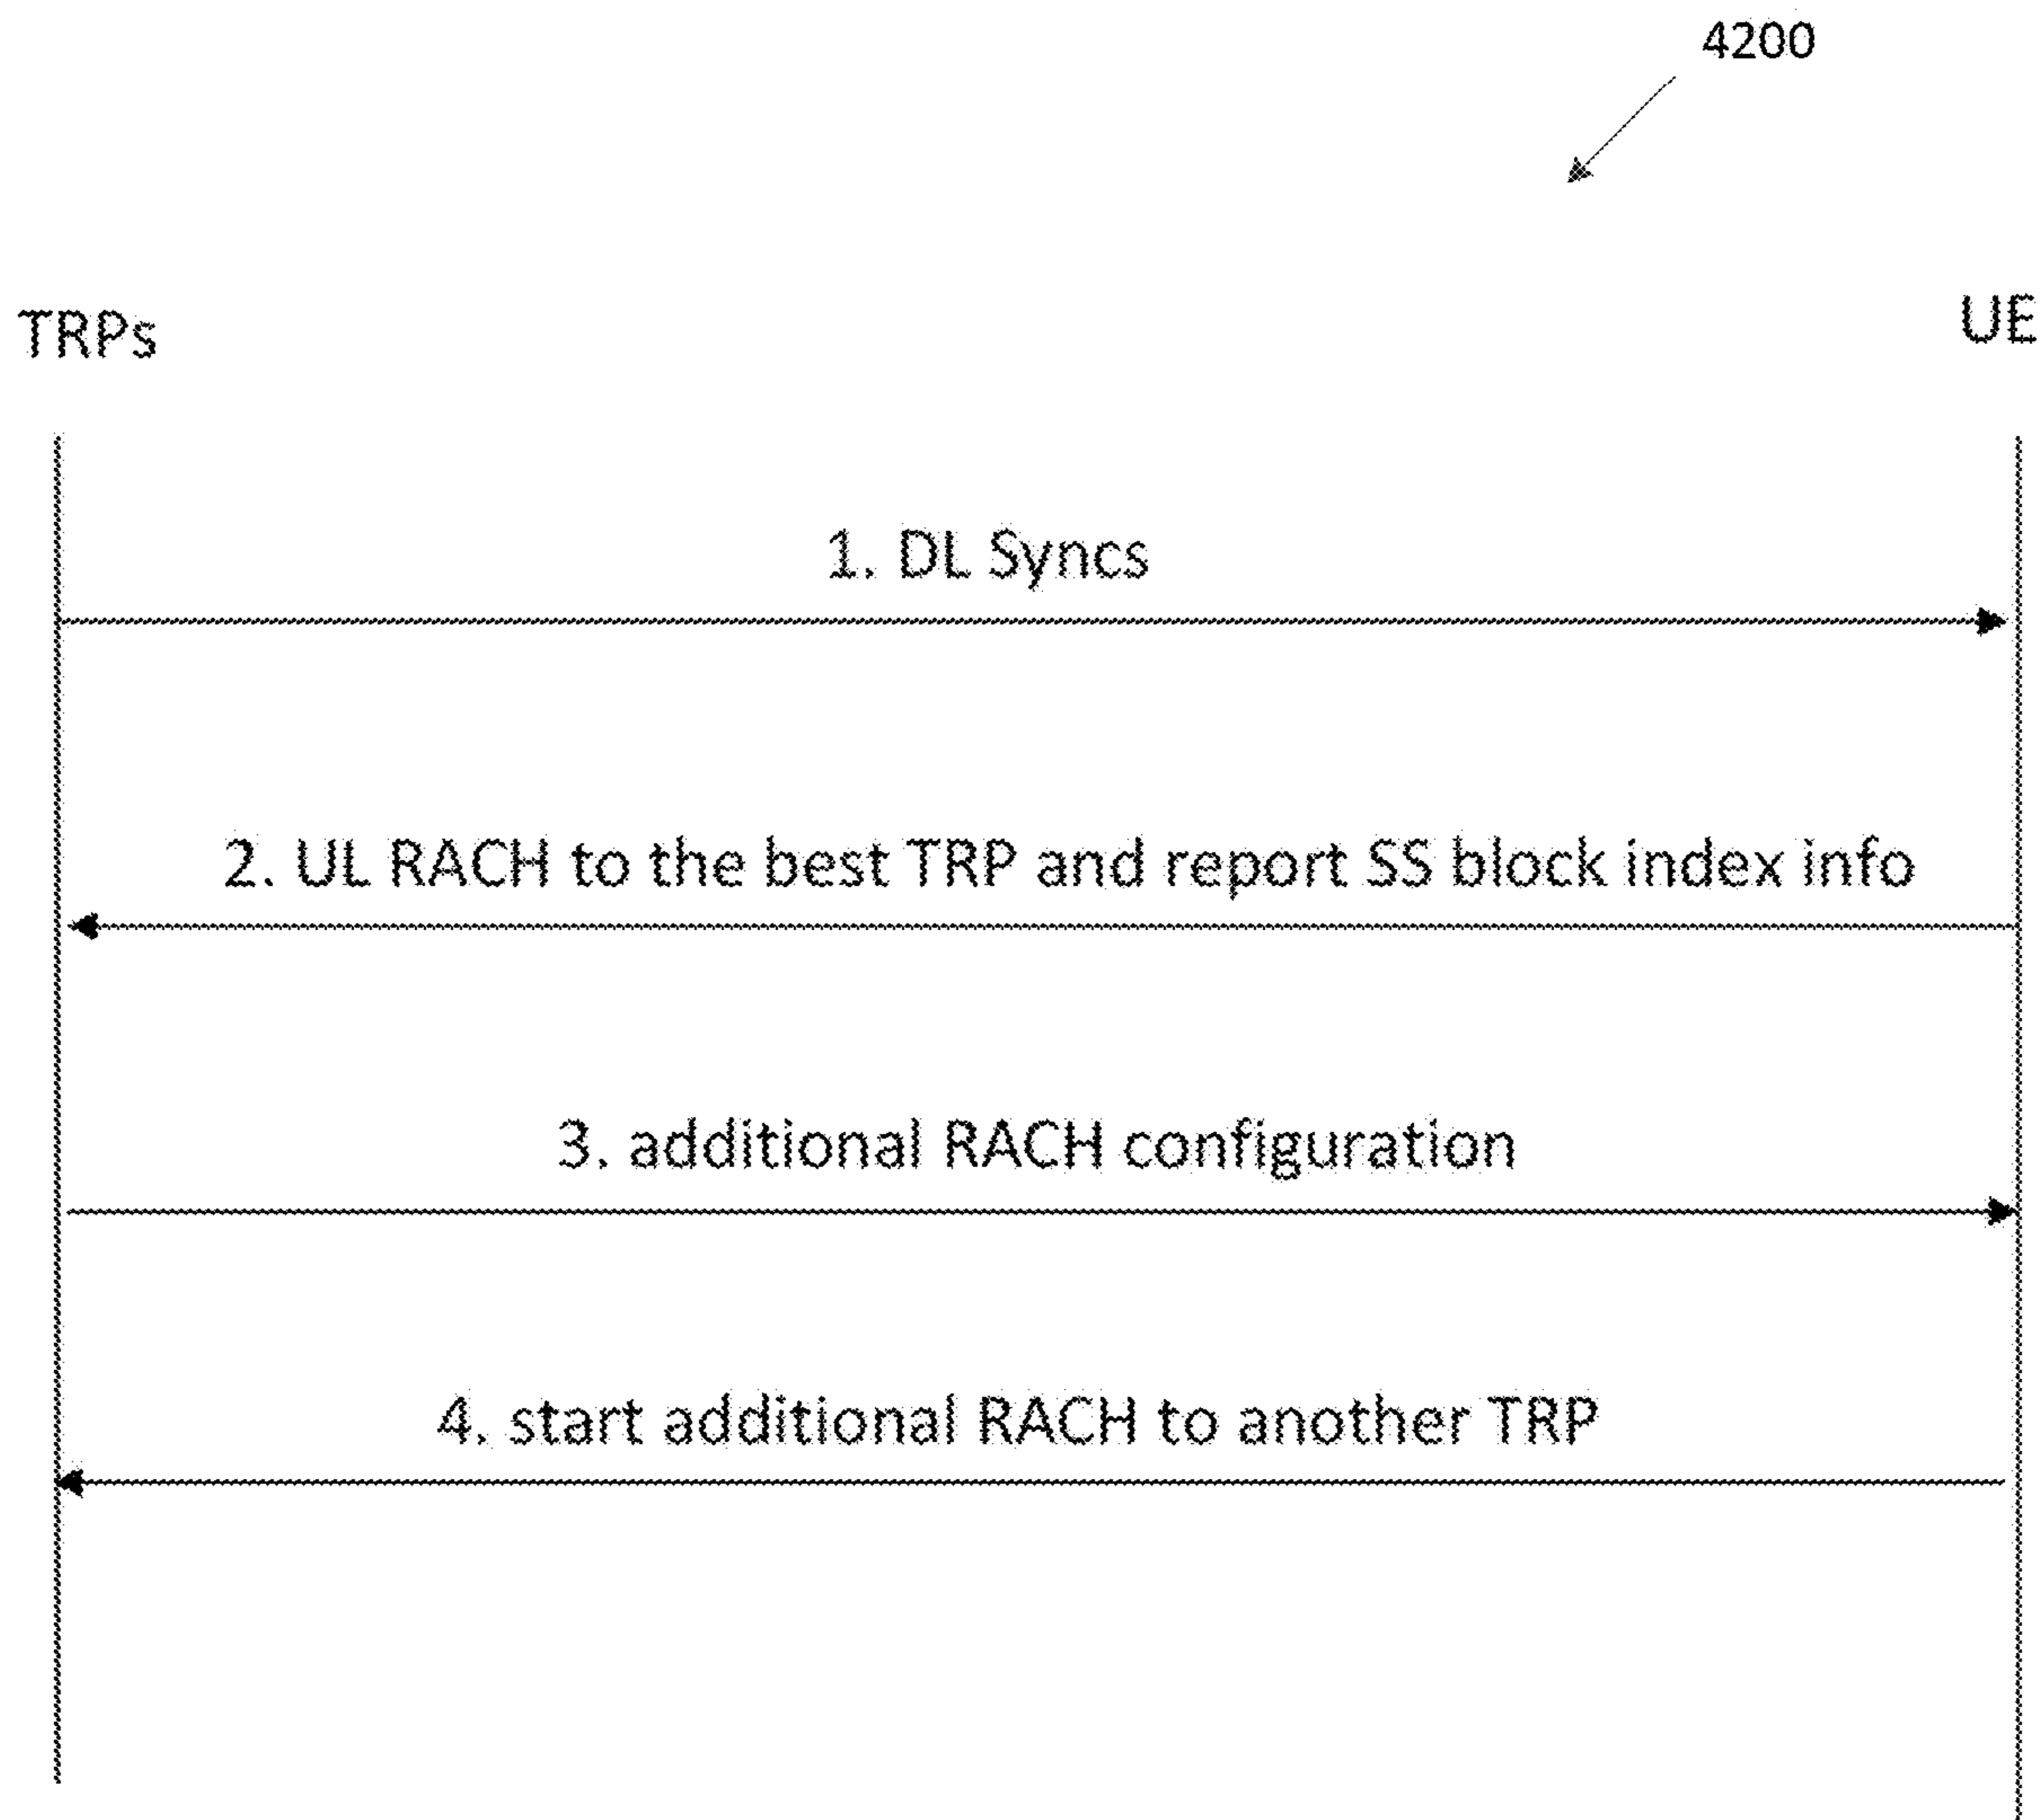 4200
TRPs
UE
1. DL Syncs
2. UL RACH to the best TRP and report SS block index info
3. additional RACH configuration
4. start additional RACH to another TRP